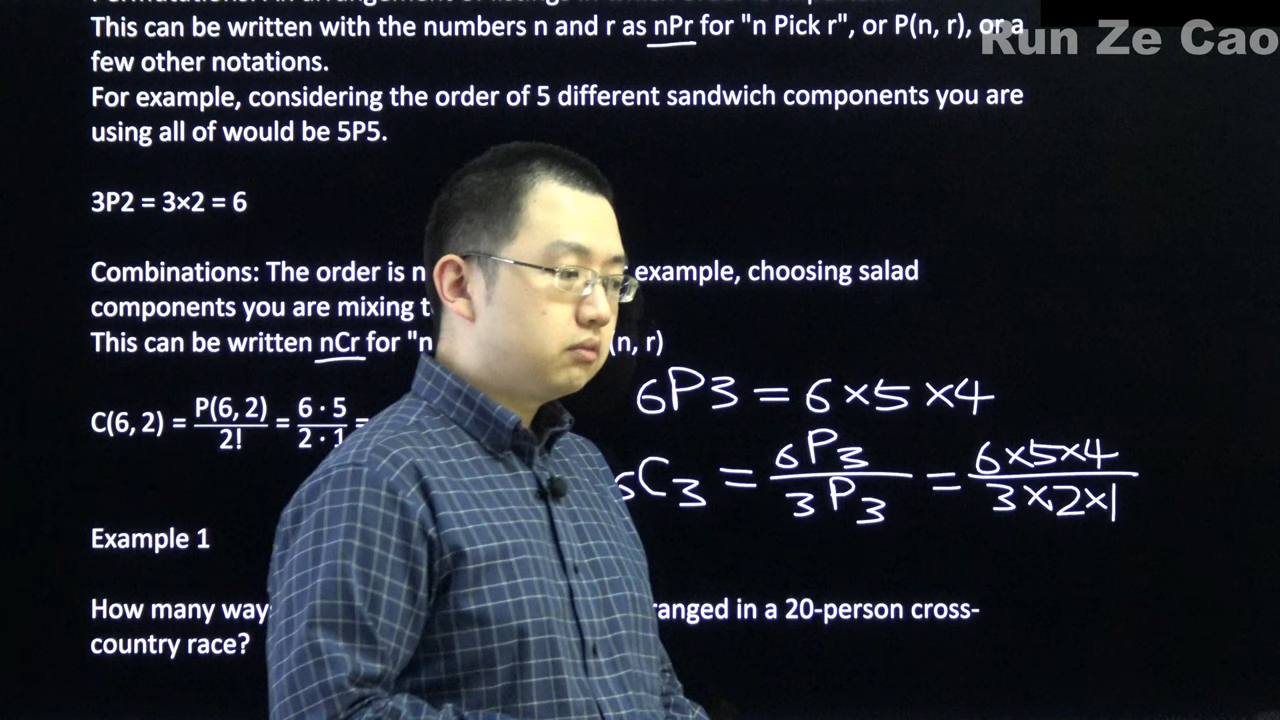 This can be written with the numbers n and r as nPr for "n Pick r", or P(n, r), or a
Run Ze Cao
few other notations.
For example, considering the order of 5 different sandwich components you are
using all of would be 5P5.
3P2 = 3×2 = 6
Combinations: The order is example, choosing salad
components you are mixing
This can be written nCr for "n (n, r)
6P3 = 6×5×4
C(6, 2) = P(6, 2)/2! = 6 · 5/2 · 1 =
C3 = 6P3/3P3 = 6×5×4/3×2×1
Example 1
How many in a 20-person cross-
country race?